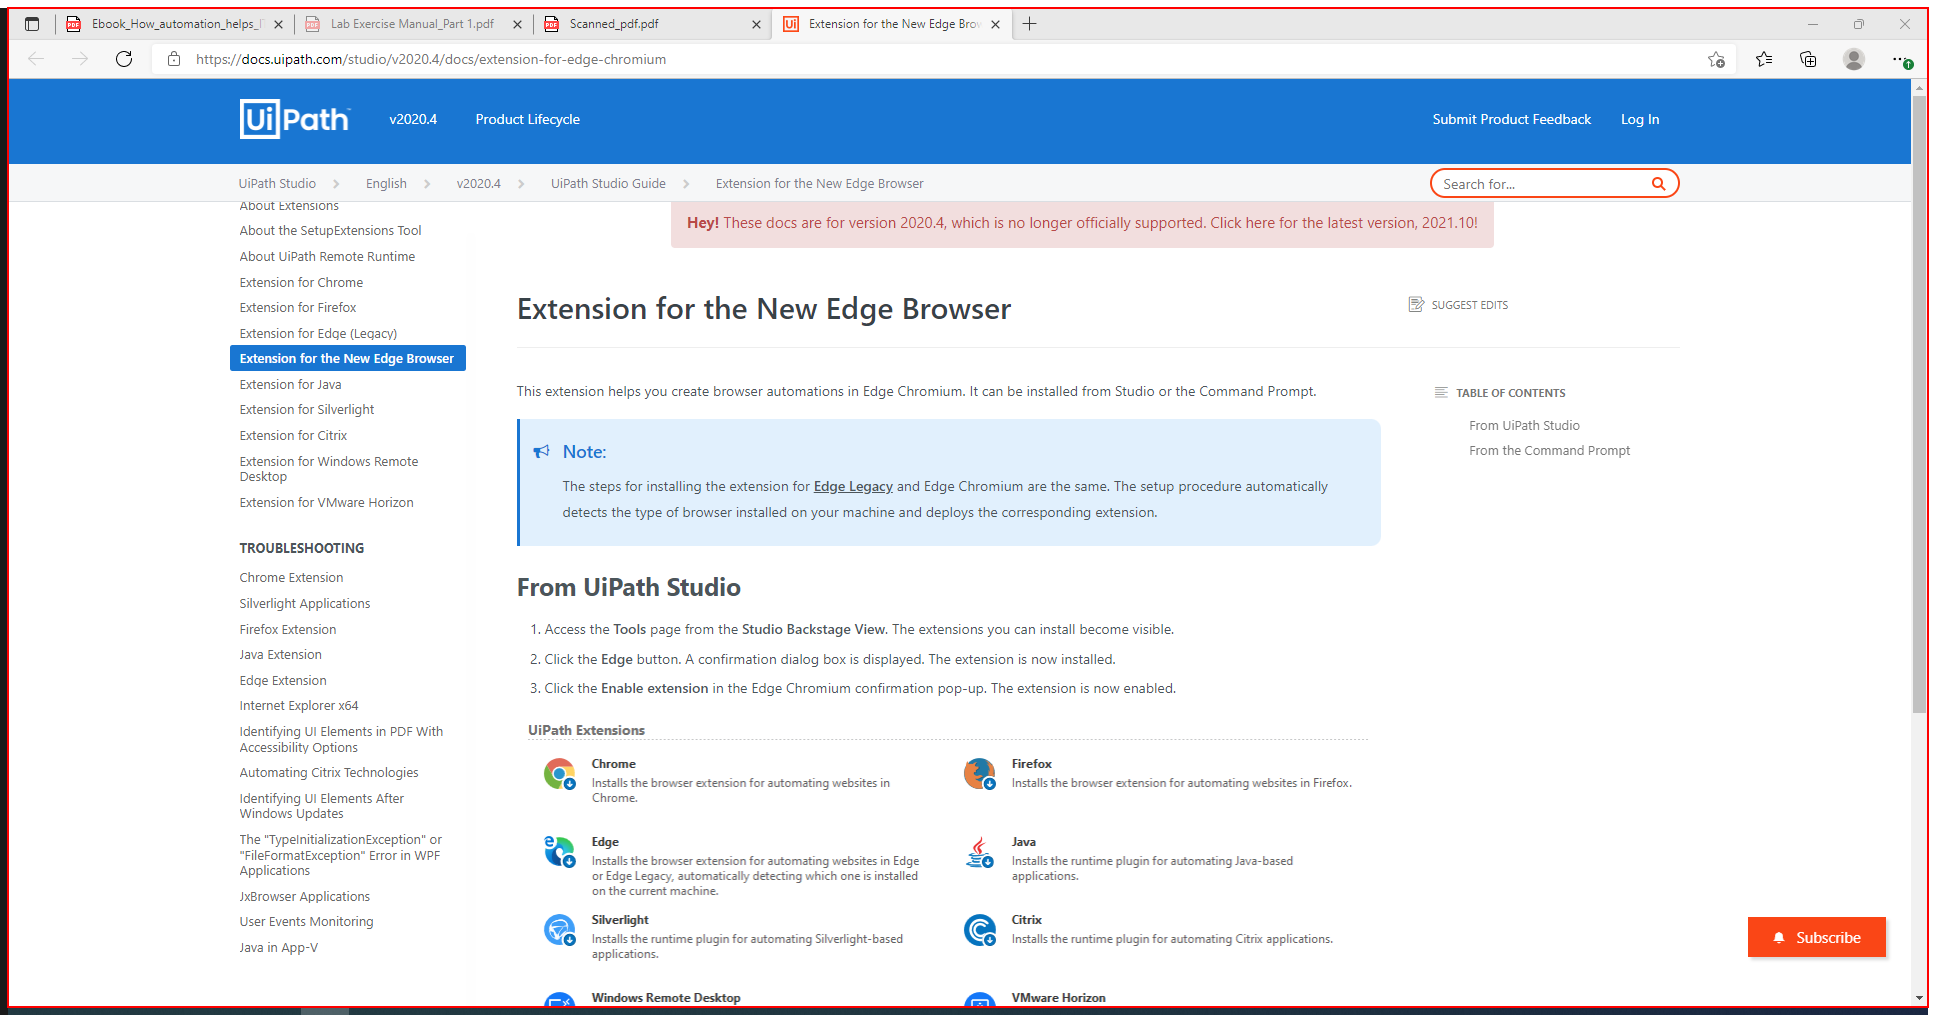 Ebook_How_automation_helps_
Lab Exercise Manual_Part 1.pdf
Scanned_pdf.pdf
Extension for the New Edge Brow
https://docs.uipath.com/studio/v2020.4/docs/extension-for-edge-chromium
UiPath
v2020.4
Product Lifecycle
Submit Product Feedback
Log In
UiPath Studio
English
v2020.4
UiPath Studio Guide
Extension for the New Edge Browser
Search for...
About Extensions
About the SetupExtensions Tool
About UiPath Remote Runtime
Extension for Chrome
Extension for Firefox
Extension for Edge (Legacy)
Extension for the New Edge Browser
Extension for Java
Extension for Silverlight
Extension for Citrix
Extension for Windows Remote
Desktop
Extension for VMware Horizon
TROUBLESHOOTING
Chrome Extension
Silverlight Applications
Firefox Extension
Java Extension
Edge Extension
Internet Explorer x64
Identifying UI Elements in PDF With
Accessibility Options
Automating Citrix Technologies
Identifying UI Elements After
Windows Updates
The "TypeInitializationException" or
"FileFormatException" Error in WPF
Applications
JxBrowser Applications
User Events Monitoring
Java in App-V
Hey! These docs are for version 2020.4, which is no longer officially supported. Click here for the latest version, 2021.10!
Extension for the New Edge Browser
SUGGEST EDITS
This extension helps you create browser automations in Edge Chromium. It can be installed from Studio or the Command Prompt.
Note:
The steps for installing the extension for Edge Legacy and Edge Chromium are the same. The setup procedure automatically
detects the type of browser installed on your machine and deploys the corresponding extension.
TABLE OF CONTENTS
From UiPath Studio
From the Command Prompt
From UiPath Studio
1. Access the Tools page from the Studio Backstage View. The extensions you can install become visible.
2. Click the Edge button. A confirmation dialog box is displayed. The extension is now installed.
3. Click the Enable extension in the Edge Chromium confirmation pop-up. The extension is now enabled.
UiPath Extensions
Chrome
Installs the browser extension for automating websites in
Chrome.
Firefox
Installs the browser extension for automating websites in Firefox.
Edge
Installs the browser extension for automating websites in Edge
or Edge Legacy, automatically detecting which one is installed
on the current machine.
Java
Installs the runtime plugin for automating Java-based
applications.
Silverlight
Installs the runtime plugin for automating Silverlight-based
applications.
Citrix
Installs the runtime plugin for automating Citrix applications.
Windows Remote Desktop
VMware Horizon
Subscribe